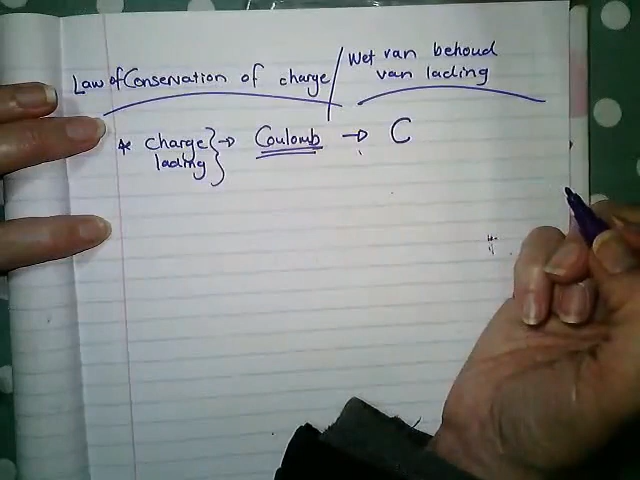 Law of Conservation of charge / Wet van behoud
van lading
* charge } → Coulomb → C
lading